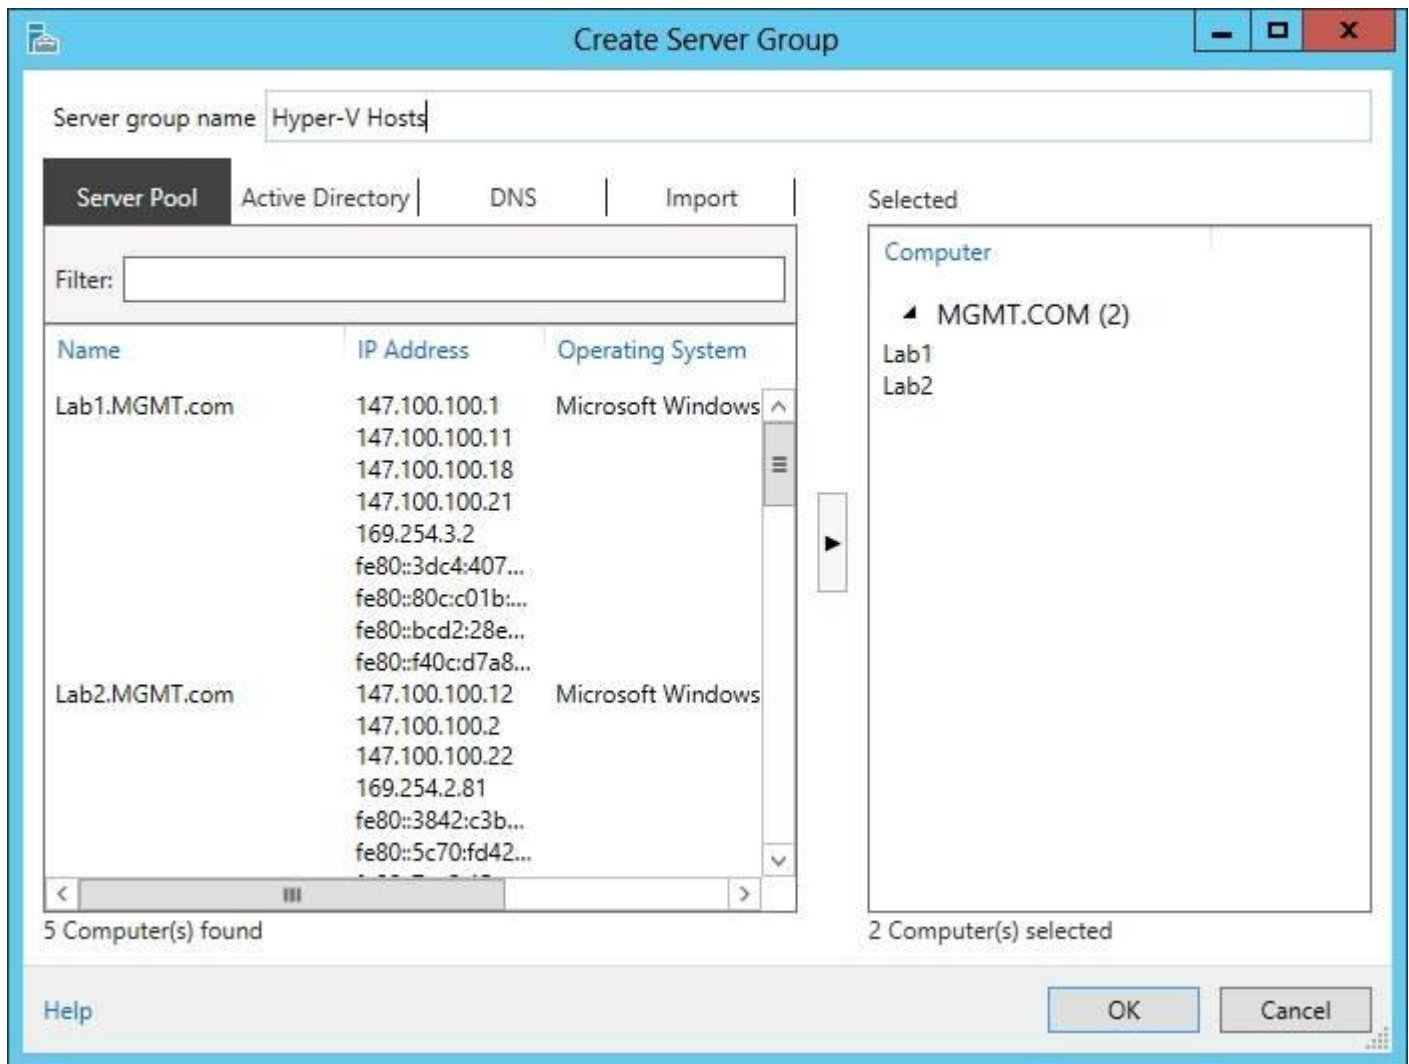 Create Server Group
Server group name Hyper-V Hosts
Server Pool Active Directory DNS Import
Filter:
Name IP Address Operating System
Lab1.MGMT.com 147.100.100.1 Microsoft Windows
147.100.100.11
147.100.100.18
147.100.100.21
169.254.3.2
fe80::3dc4:407...
fe80::80c:c01b:...
fe80::bcd2:28e...
fe80::f40c:d7a8...
Lab2.MGMT.com 147.100.100.12 Microsoft Windows
147.100.100.2
147.100.100.22
169.254.2.81
fe80::3842:c3b...
fe80::5c70:fd42...
5 Computer(s) found
Selected
Computer
MGMT.COM (2)
Lab1
Lab2
2 Computer(s) selected
Help OK Cancel